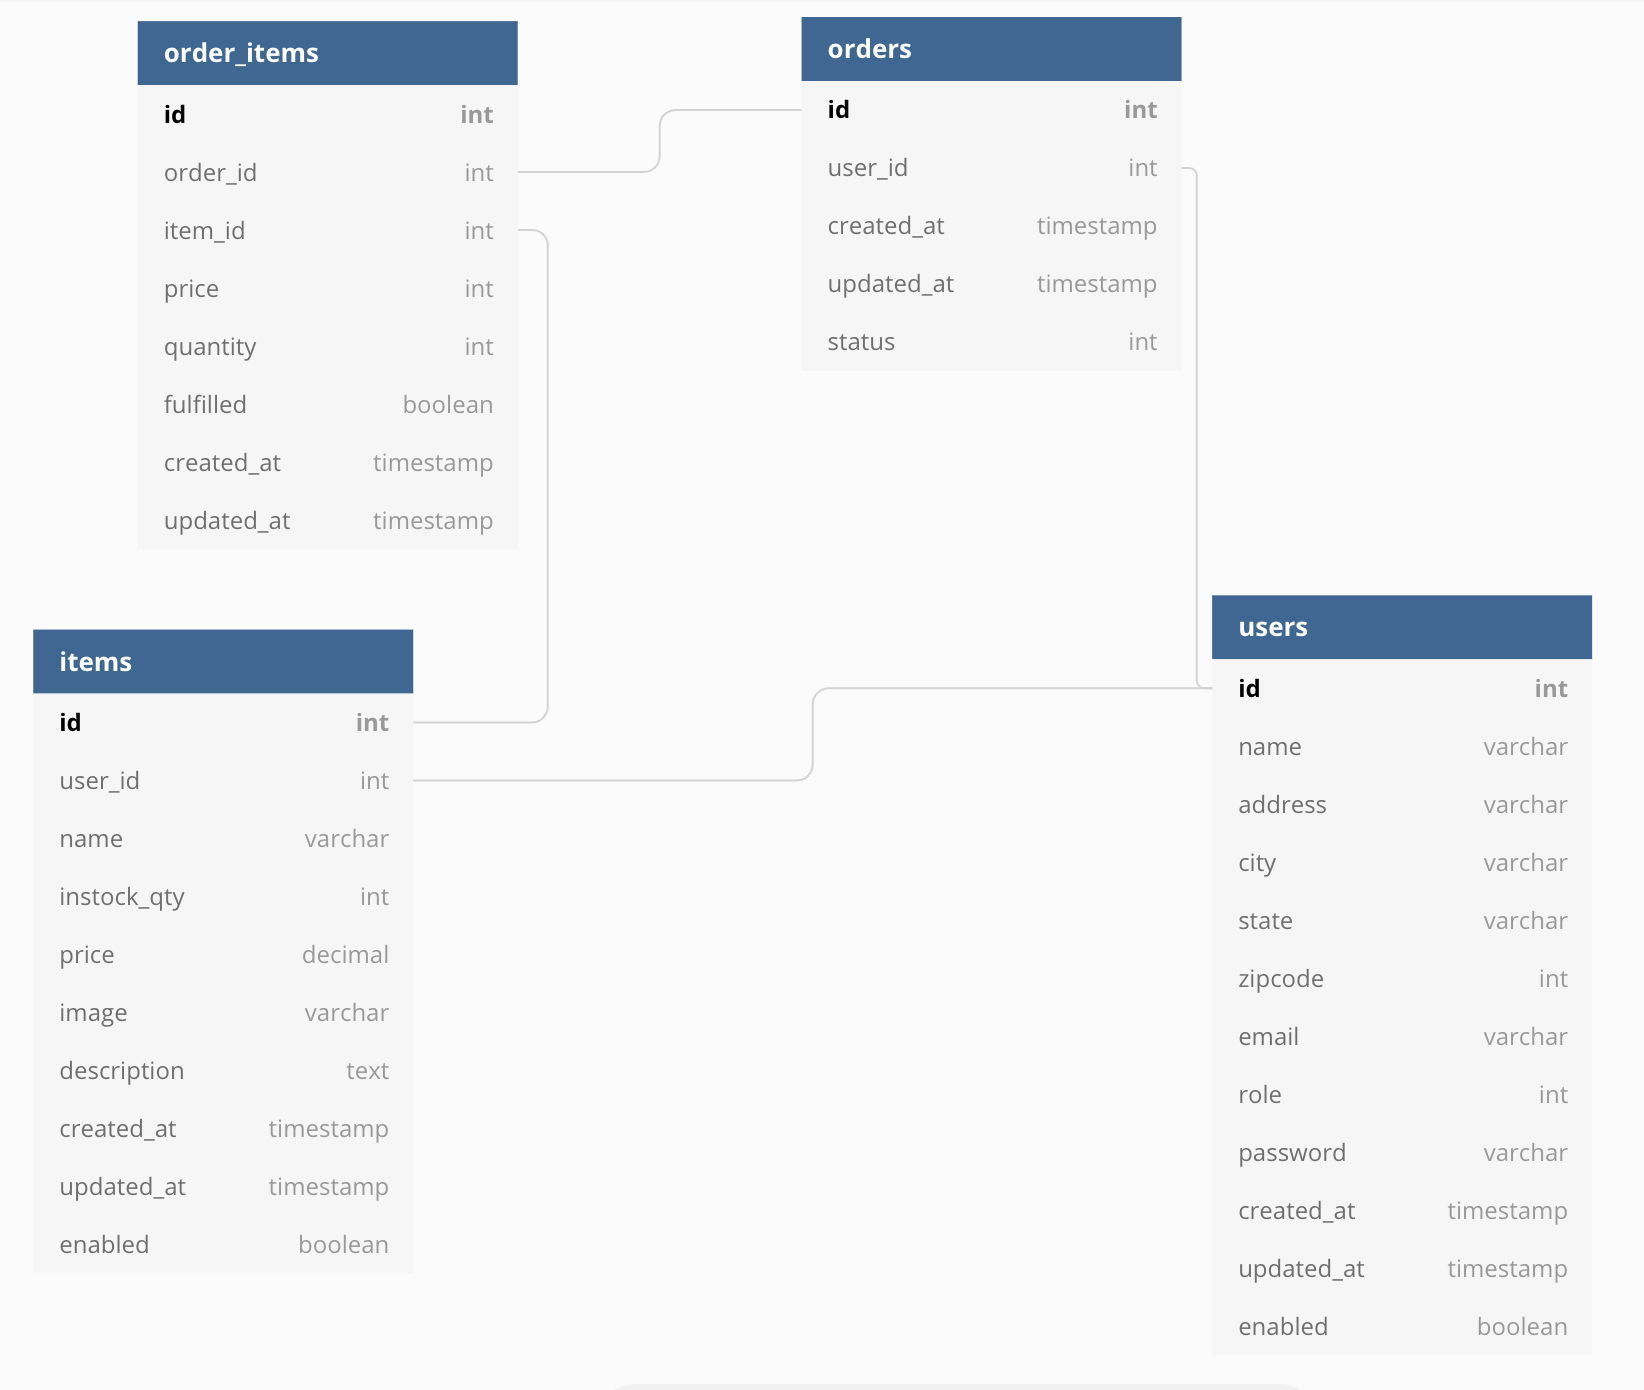 order_items
id int
order_id int
item_id int
price int
quantity int
fulfilled boolean
created_at timestamp
updated_at timestamp
orders
id int
user_id int
created_at timestamp
updated_at timestamp
status int
items
id int
user_id int
name varchar
instock_qty int
price decimal
image varchar
description text
created_at timestamp
updated_at timestamp
enabled boolean
users
id int
name varchar
address varchar
city varchar
state varchar
zipcode int
email varchar
role int
password varchar
created_at timestamp
updated_at timestamp
enabled boolean